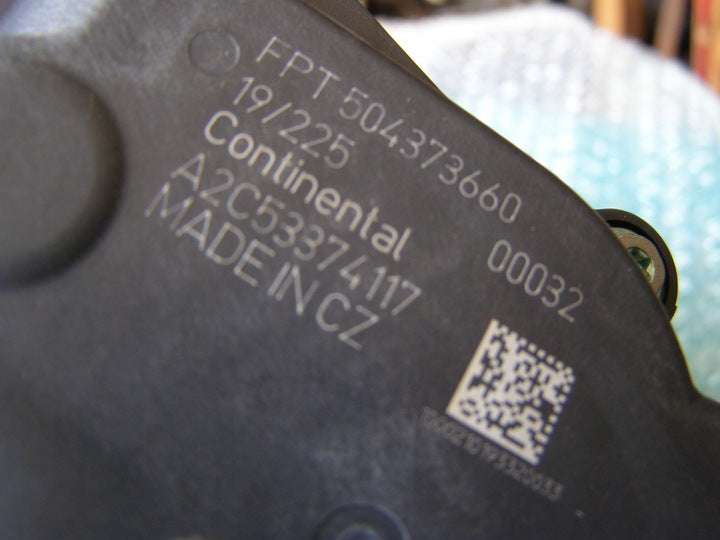 FPT 504373660
19/225 00032
Continental
A2C53374117
MADE IN CZ